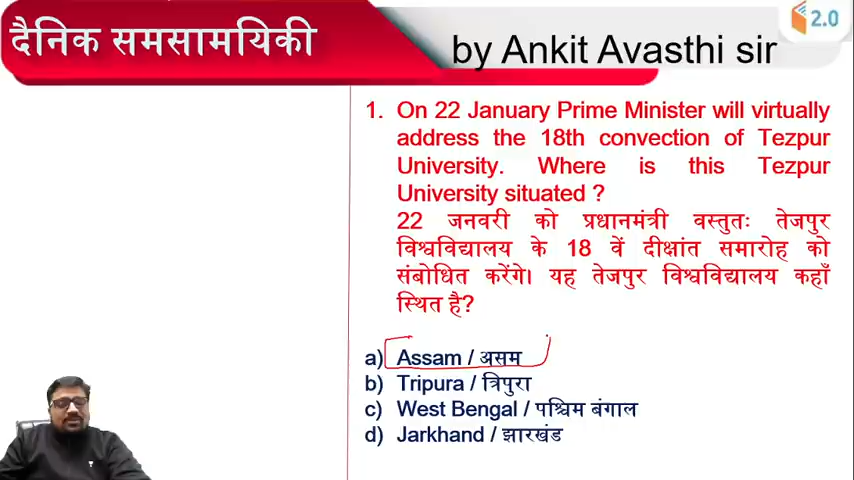 दैनिक समसामयिकी
by Ankit Avasthi sir
2.0
1. On 22 January Prime Minister will virtually
address the 18th convection of Tezpur
University. Where is this Tezpur
University situated ?
22 जनवरी को प्रधानमंत्री वस्तुतः तेजपुर
विश्वविद्यालय के 18 वें दीक्षांत समारोह को
संबोधित करेंगे। यह तेजपुर विश्वविद्यालय कहाँ
स्थित है?
a) Assam / असम
b) Tripura / त्रिपुरा
c) West Bengal / पश्चिम बंगाल
d) Jarkhand / झारखंड